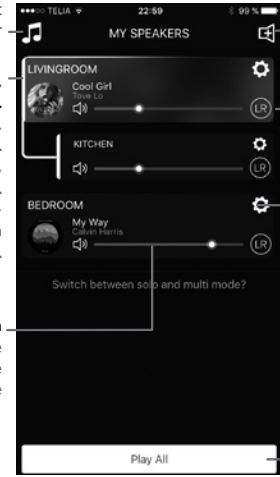 TELIA 22:59 99 %
MY SPEAKERS
LIVINGROOM
Cool Girl
Tove Lo
LR
KITCHEN
LR
BEDROOM
My Way
Calvin Harris
LR
Switch between solo and multi mode?
Play All